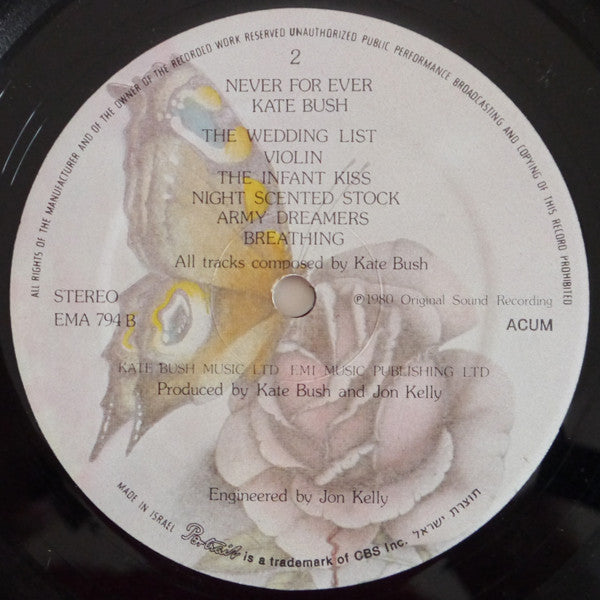 ALL RIGHTS OF THE MANUFACTURER AND OF THE OWNER OF THE RECORDED WORK RESERVED UNAUTHORIZED PUBLIC PERFORMANCE BROADCASTING AND COPYING OF THIS RECORD PROHIBITED
2
NEVER FOR EVER
KATE BUSH
THE WEDDING LIST
VIOLIN
THE INFANT KISS
NIGHT SCENTED STOCK
ARMY DREAMERS
BREATHING
All tracks composed by Kate Bush
STEREO
EMA 794 B
℗1980 Original Sound Recording
ACUM
KATE BUSH MUSIC LTD EMI MUSIC PUBLISHING LTD
Produced by Kate Bush and Jon Kelly
Engineered by Jon Kelly
MADE IN ISRAEL
is a trademark of CBS Inc.
תוצרת ישראל